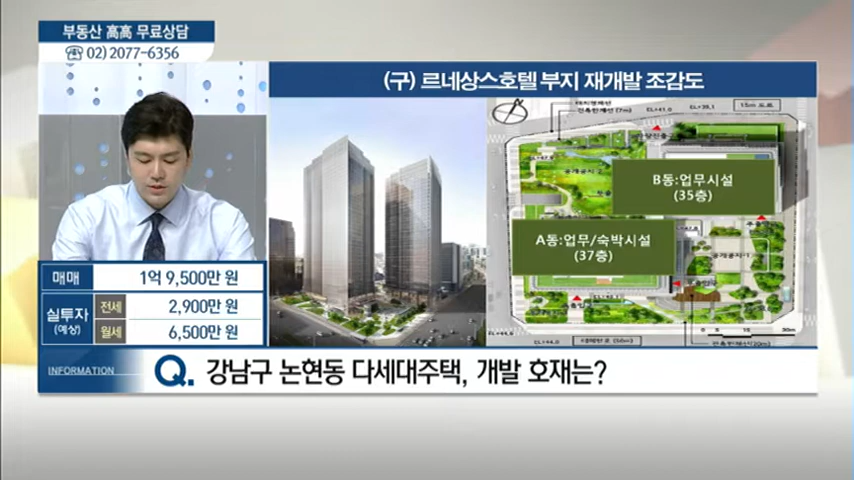 부동산 高高 무료상담
☎ 02) 2077-6356
(구) 르네상스호텔 부지 재개발 조감도
15m 도로
B동:업무시설
(35층)
A동:업무/숙박시설
(37층)
매매 1억 9,500만 원
실투자
(예상)
전세 2,900만 원
월세 6,500만 원
INFORMATION
Q. 강남구 논현동 다세대주택, 개발 호재는?